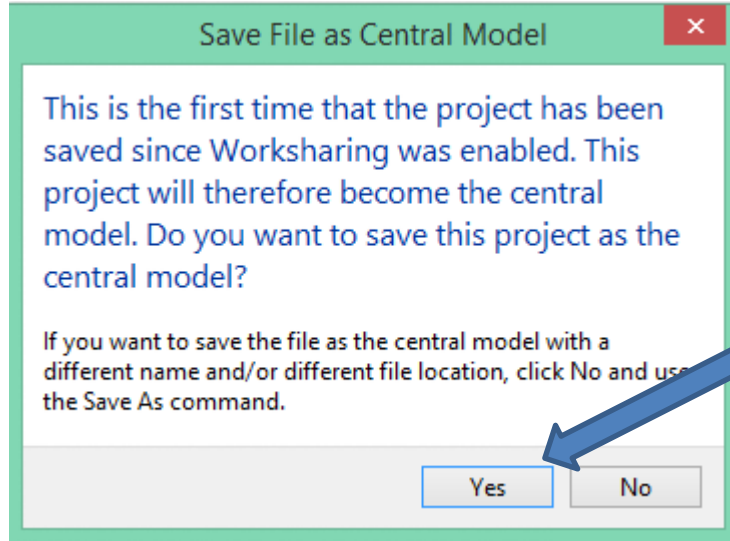 Save File as Central Model
This is the first time that the project has been
saved since Worksharing was enabled. This
project will therefore become the central
model. Do you want to save this project as the
central model?
If you want to save the file as the central model with a
different name and/or different file location, click No and use
the Save As command.
Yes No